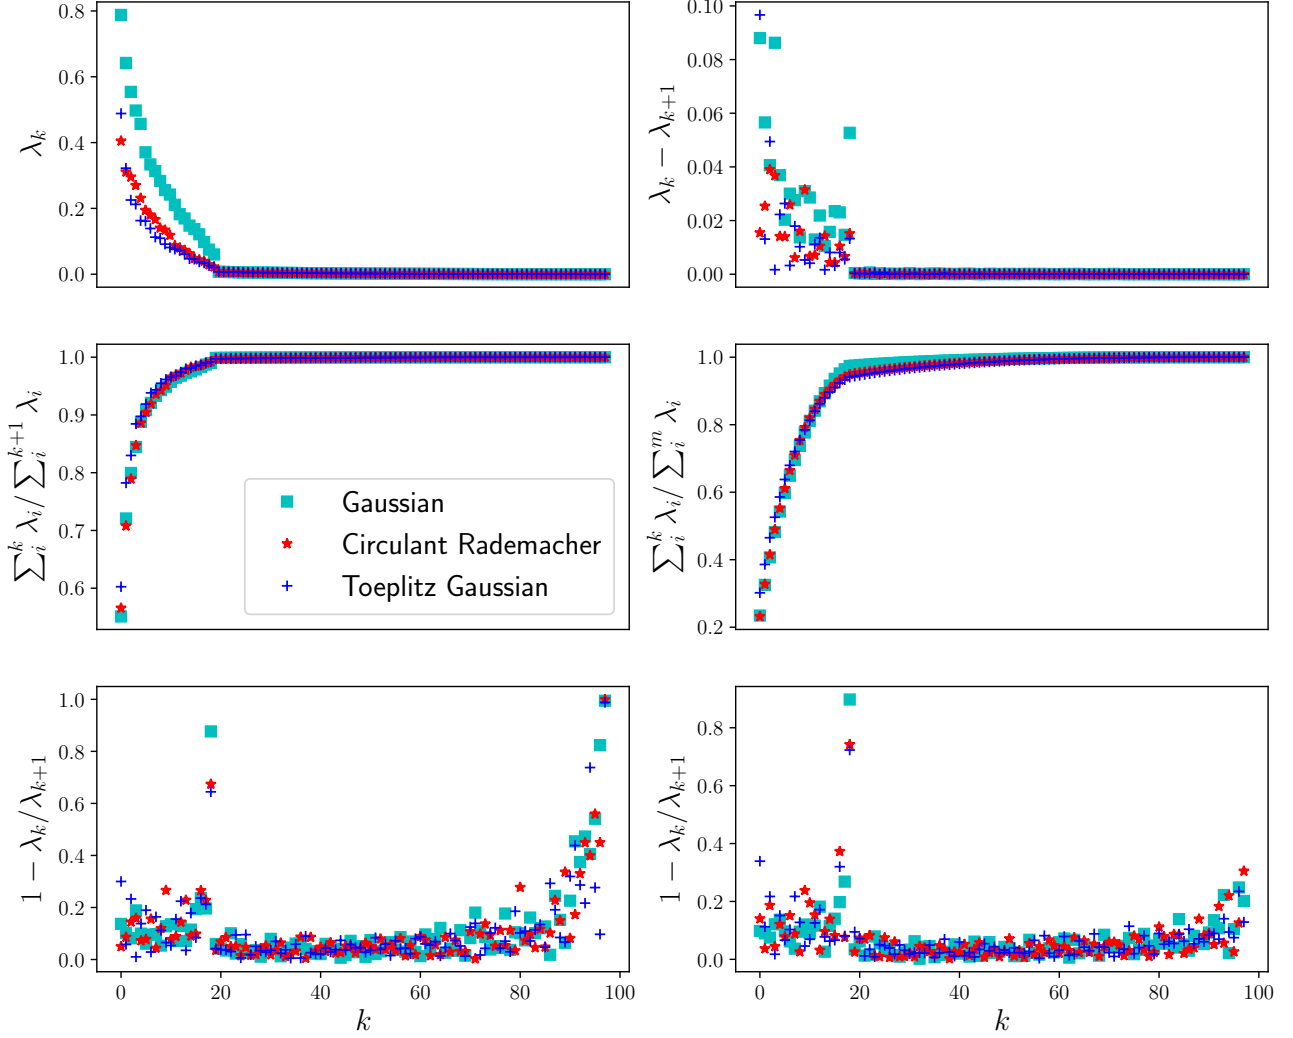 0.8
0.6
0.4
0.2
0.0
λ_k
0.10
0.08
0.06
0.04
0.02
0.00
λ_k − λ_{k+1}
1.0
0.9
0.8
0.7
0.6
∑_i^k λ_i / ∑_i^{k+1} λ_i
Gaussian
Circulant Rademacher
Toeplitz Gaussian
1.0
0.8
0.6
0.4
0.2
∑_i^k λ_i / ∑_i^m λ_i
1.0
0.8
0.6
0.4
0.2
0.0
1 − λ_k/λ_{k+1}
0 20 40 60 80 100
k
0.8
0.6
0.4
0.2
0.0
1 − λ_k/λ_{k+1}
0 20 40 60 80 100
k